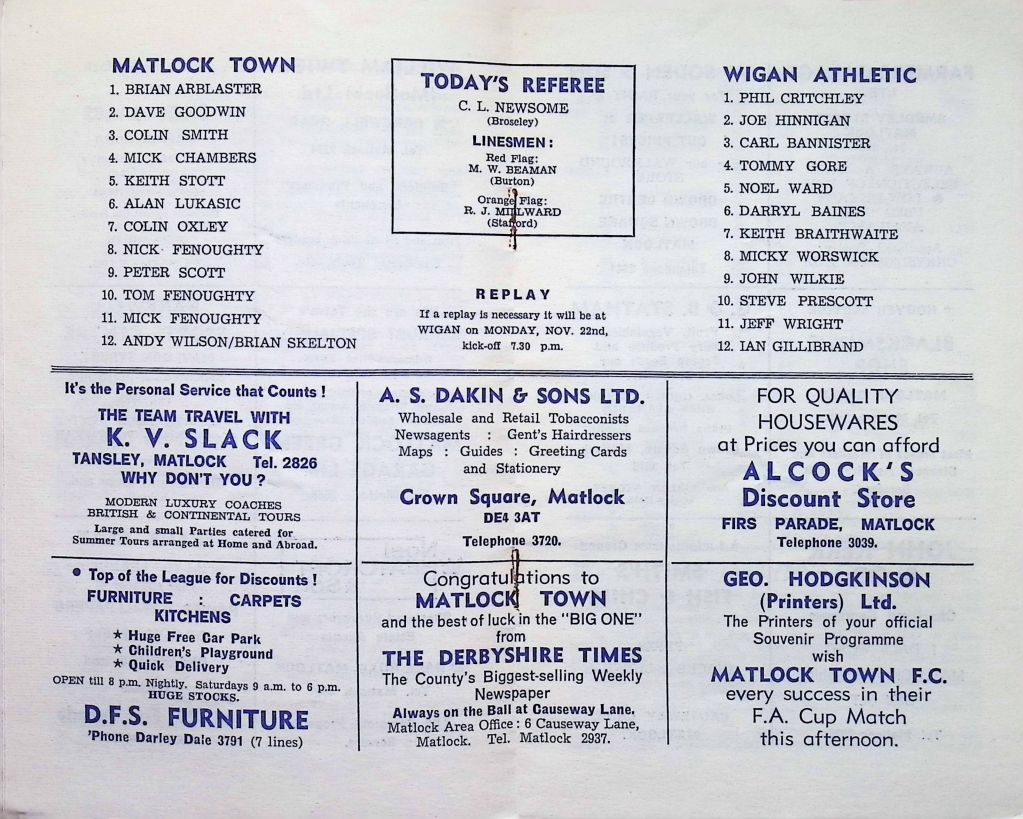 MATLOCK TOWN
1. BRIAN ARBLASTER
2. DAVE GOODWIN
3. COLIN SMITH
4. MICK CHAMBERS
5. KEITH STOTT
6. ALAN LUKASIC
7. COLIN OXLEY
8. NICK FENOUGHTY
9. PETER SCOTT
10. TOM FENOUGHTY
11. MICK FENOUGHTY
12. ANDY WILSON/BRIAN SKELTON
TODAY'S REFEREE
C. L. NEWSOME
(Broseley)
LINESMEN:
Red Flag:
M. W. BEAMAN
(Burton)
Orange Flag:
R. J. MILLWARD
(Stafford)
REPLAY
If a replay is necessary it will be at
WIGAN on MONDAY, NOV. 22nd,
kick-off 7.30 p.m.
WIGAN ATHLETIC
1. PHIL CRITCHLEY
2. JOE HINNIGAN
3. CARL BANNISTER
4. TOMMY GORE
5. NOEL WARD
6. DARRYL BAINES
7. KEITH BRAITHWAITE
8. MICKY WORSWICK
9. JOHN WILKIE
10. STEVE PRESCOTT
11. JEFF WRIGHT
12. IAN GILLIBRAND
It's the Personal Service that Counts!
THE TEAM TRAVEL WITH
K. V. SLACK
TANSLEY, MATLOCK Tel. 2826
WHY DON'T YOU?
MODERN LUXURY COACHES
BRITISH & CONTINENTAL TOURS
Large and small Parties catered for
Summer Tours arranged at Home and Abroad.
A. S. DAKIN & SONS LTD.
Wholesale and Retail Tobacconists
Newsagents : Gent's Hairdressers
Maps : Guides : Greeting Cards
and Stationery
Crown Square, Matlock
DE4 3AT
Telephone 3720.
FOR QUALITY
HOUSEWARES
at Prices you can afford
ALCOCK'S
Discount Store
FIRS PARADE, MATLOCK
Telephone 3039.
• Top of the League for Discounts!
FURNITURE : CARPETS
KITCHENS
★ Huge Free Car Park
★ Children's Playground
★ Quick Delivery
OPEN till 8 p.m. Nightly. Saturdays 9 a.m. to 6 p.m.
HUGE STOCKS.
D.F.S. FURNITURE
'Phone Darley Dale 3791 (7 lines)
Congratulations to
MATLOCK TOWN
and the best of luck in the "BIG ONE"
from
THE DERBYSHIRE TIMES
The County's Biggest-selling Weekly
Newspaper
Always on the Ball at Causeway Lane.
Matlock Area Office: 6 Causeway Lane,
Matlock. Tel. Matlock 2937.
GEO. HODGKINSON
(Printers) Ltd.
The Printers of your official
Souvenir Programme
wish
MATLOCK TOWN F.C.
every success in their
F.A. Cup Match
this afternoon.